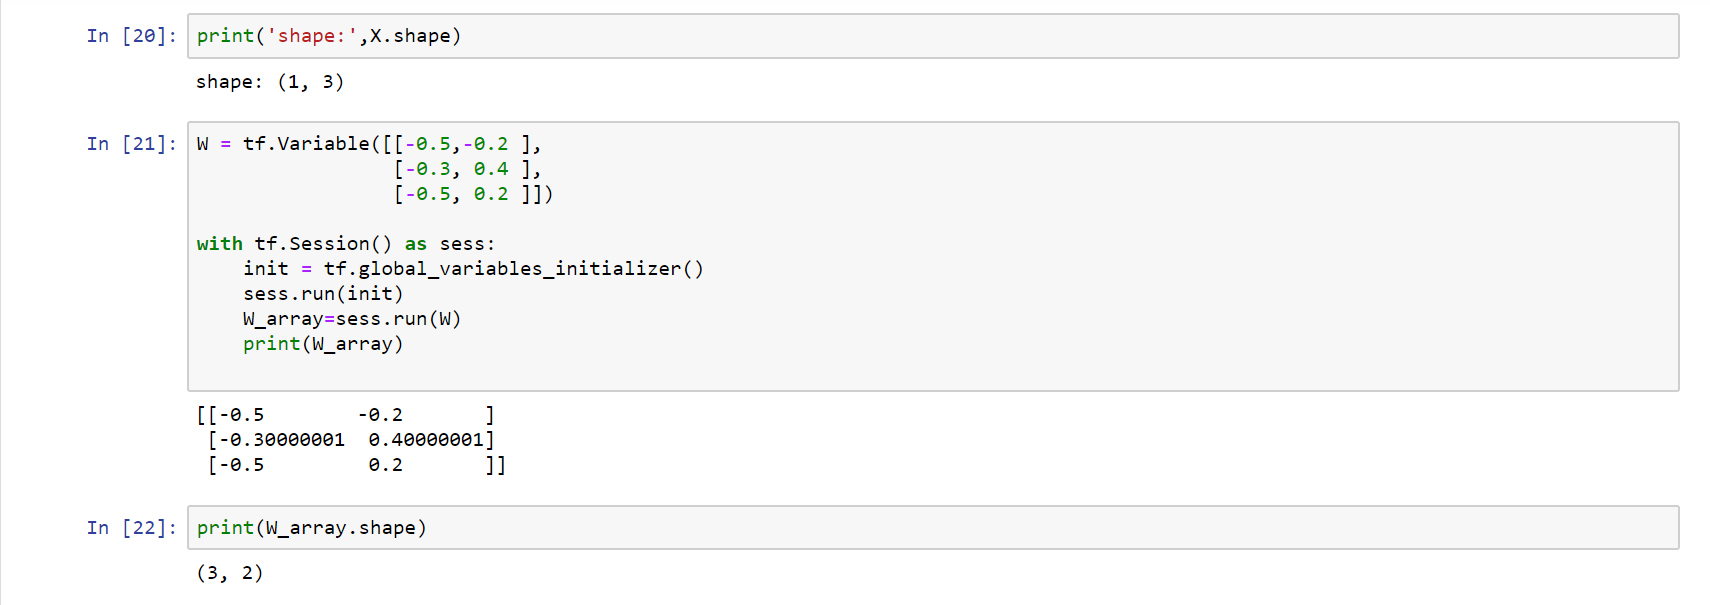 In [20]: print('shape:',X.shape)
shape: (1, 3)
In [21]: W = tf.Variable([[-0.5,-0.2 ],
[-0.3, 0.4 ],
[-0.5, 0.2 ]])
with tf.Session() as sess:
init = tf.global_variables_initializer()
sess.run(init)
W_array=sess.run(W)
print(W_array)
[[-0.5        -0.2       ]
[-0.30000001  0.40000001]
[-0.5         0.2       ]]
In [22]: print(W_array.shape)
(3, 2)